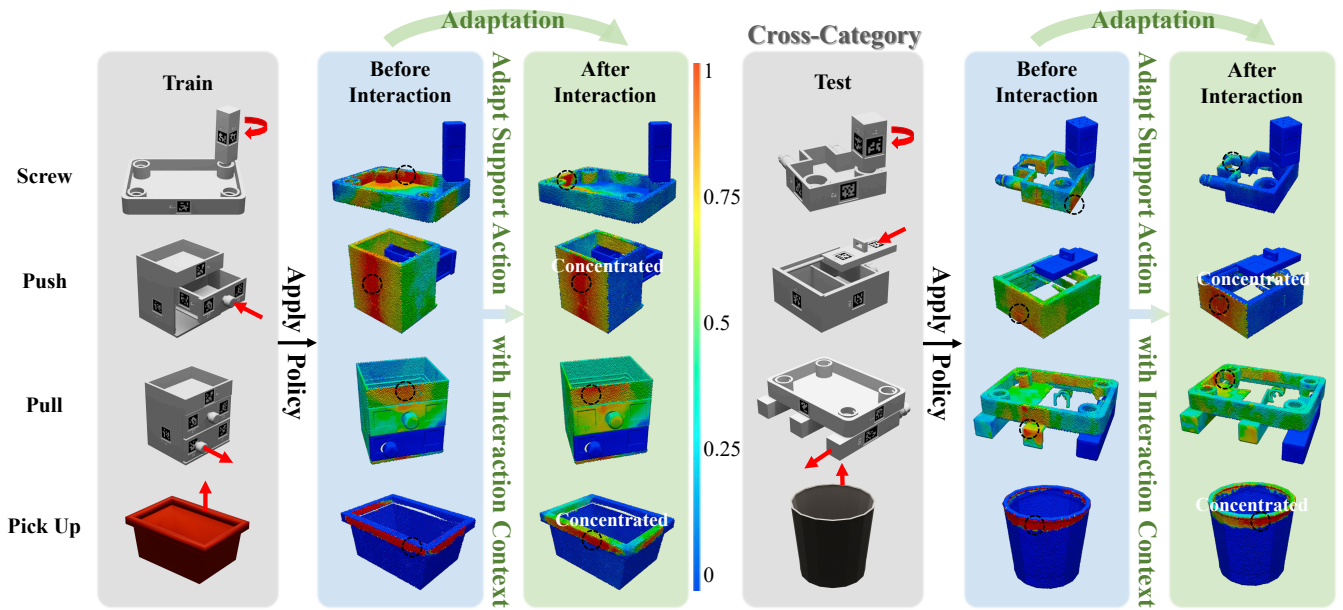 Adaptation
Cross-Category
Adaptation
Train
Before
Interaction
After
Interaction
1
Test
Before
Interaction
After
Interaction
Screw
Push
Pull
Pick Up
Apply
Policy
Adapt Support Action
with Interaction Context
Concentrated
Concentrated
0.75
0.5
0.25
0
Apply
Policy
Adapt Support Action
with Interaction Context
Concentrated
Concentrated